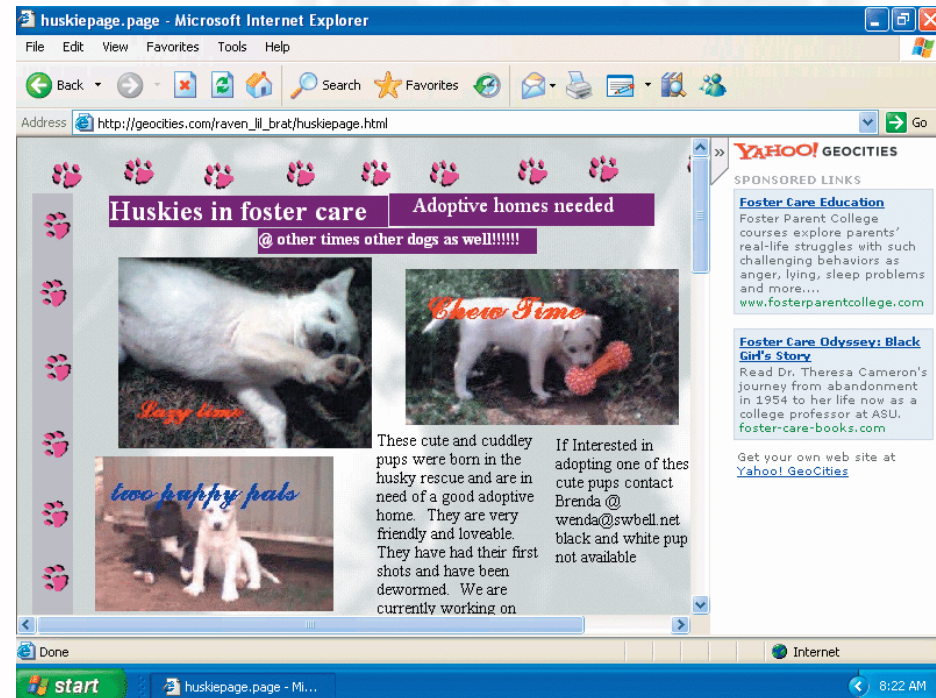 huskiepage.page - Microsoft Internet Explorer
File Edit View Favorites Tools Help
Back Search Favorites
Address http://geocities.com/raven_lil_brat/huskiepage.html Go
Huskies in foster care
Adoptive homes needed
@ other times other dogs as well!!!!!!
Lazy time
Chew Time
two puppy pals
These cute and cuddley
pups were born in the
husky rescue and are in
need of a good adoptive
home. They are very
friendly and loveable.
They have had their first
shots and have been
dewormed. We are
currently working on
If Interested in
adopting one of thes
cute pups contact
Brenda @
wenda@swbell.net
black and white pup
not available
YAHOO! GEOCITIES
SPONSORED LINKS
Foster Care Education
Foster Parent College
courses explore parents'
real-life struggles with such
challenging behaviors as
anger, lying, sleep problems
and more....
www.fosterparentcollege.com
Foster Care Odyssey: Black
Girl's Story
Read Dr. Theresa Cameron's
journey from abandonment
in 1954 to her life now as a
college professor at ASU.
foster-care-books.com
Get your own web site at
Yahoo! GeoCities
Done Internet
start huskiepage.page - Mi... 8:22 AM